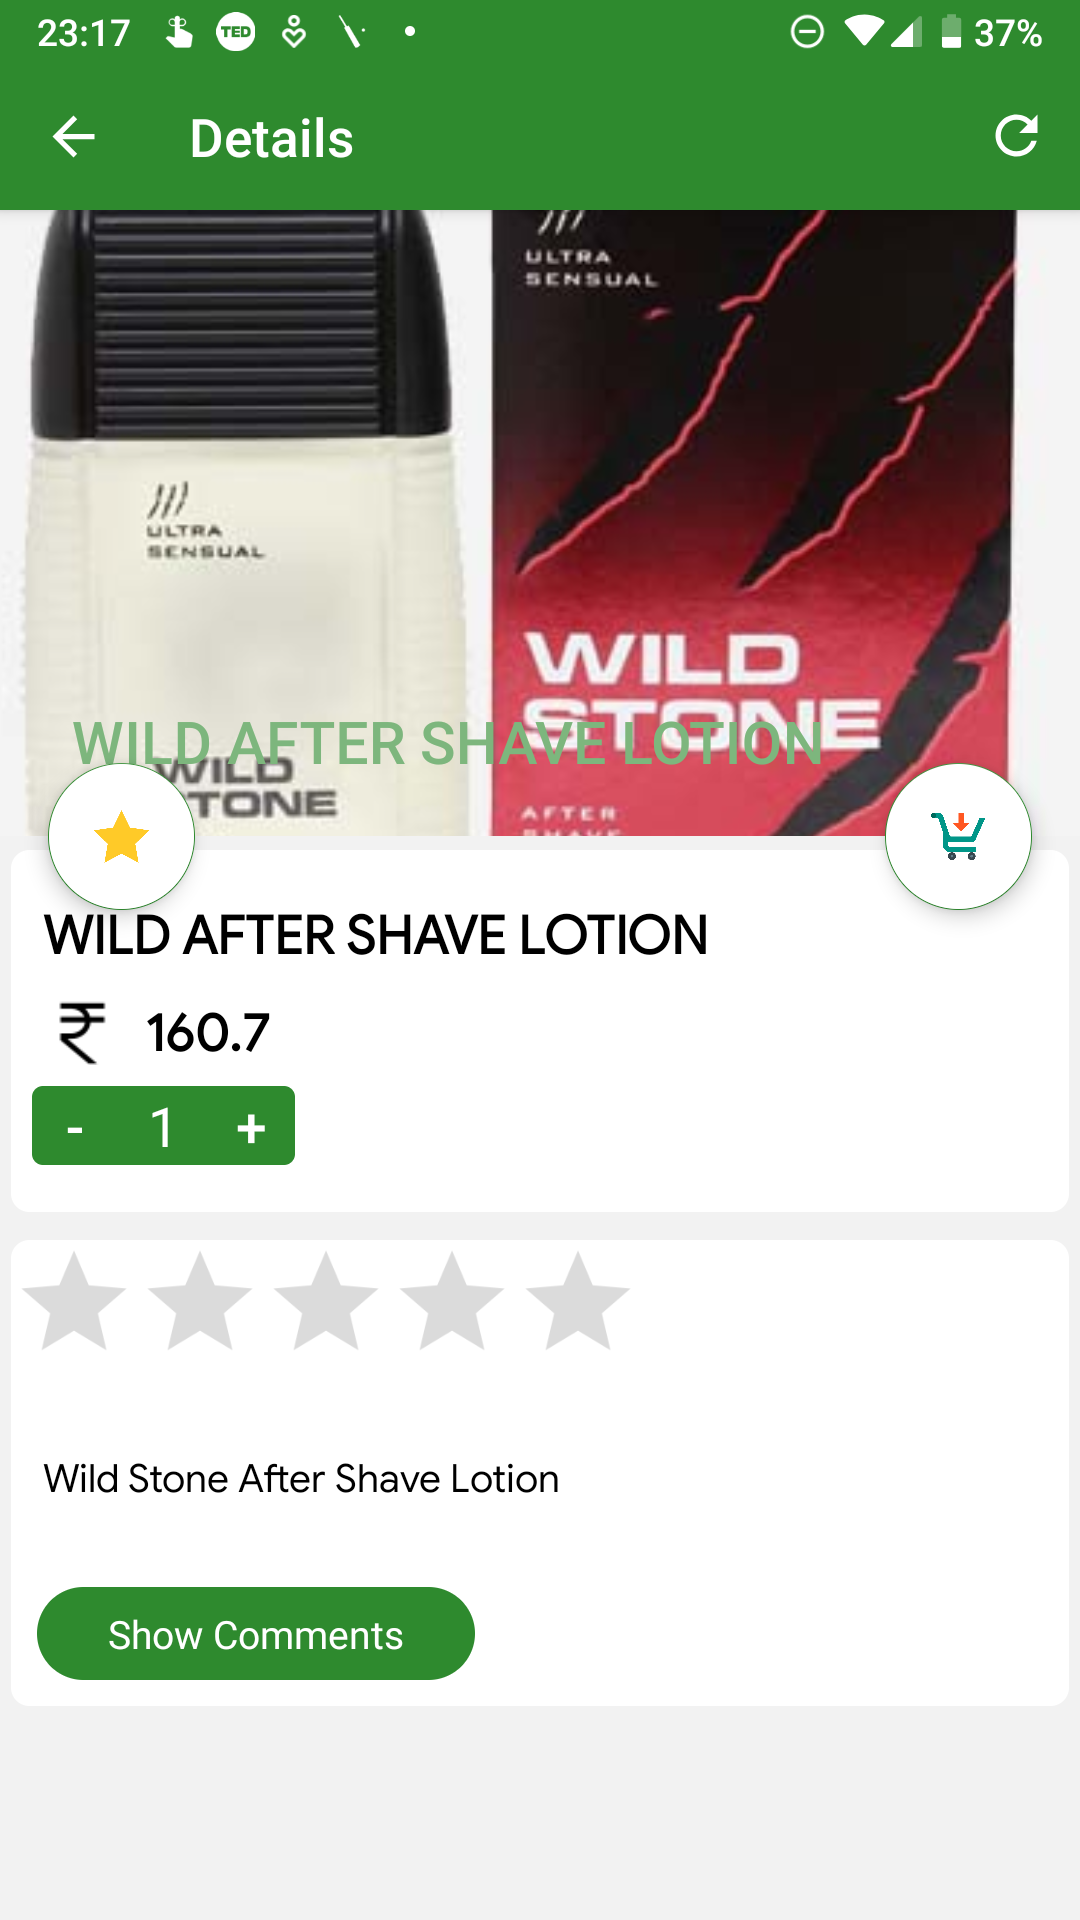 23:17
TED
37%
Details
ULTRA
SENSUAL
ULTRA
SENSUAL
WILD
STONE
WILD AFTER SHAVE LOTION
WILD
TONE
AFTER
SHAVE
WILD AFTER SHAVE LOTION
₹ 160.7
- 1 +
Wild Stone After Shave Lotion
Show Comments